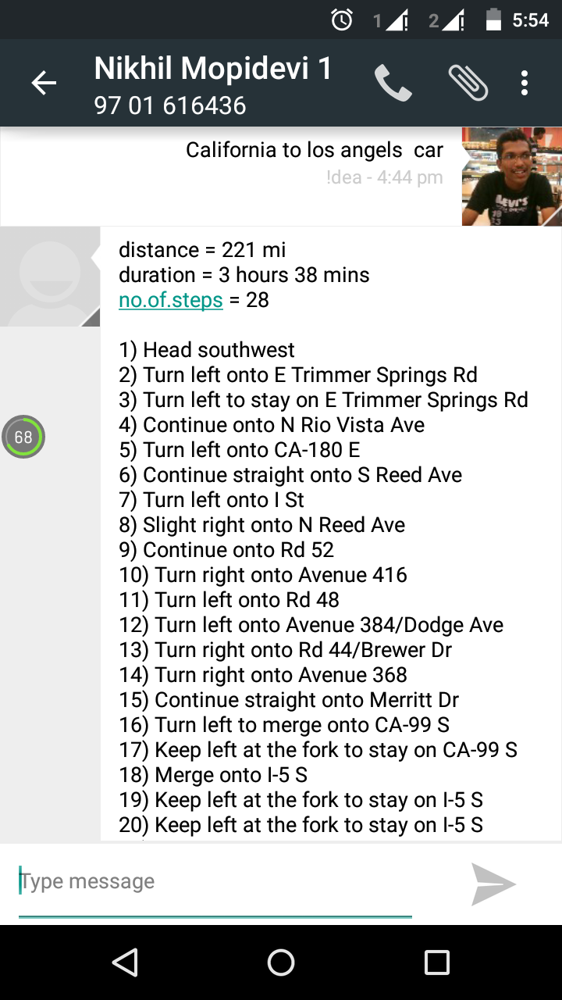 1 2 5:54
Nikhil Mopidevi 1
97 01 616436
California to los angels  car
!dea - 4:44 pm
LEVI'S
distance = 221 mi
duration = 3 hours 38 mins
no.of.steps = 28
1) Head southwest
2) Turn left onto E Trimmer Springs Rd
3) Turn left to stay on E Trimmer Springs Rd
4) Continue onto N Rio Vista Ave
68
5) Turn left onto CA-180 E
6) Continue straight onto S Reed Ave
7) Turn left onto I St
8) Slight right onto N Reed Ave
9) Continue onto Rd 52
10) Turn right onto Avenue 416
11) Turn left onto Rd 48
12) Turn left onto Avenue 384/Dodge Ave
13) Turn right onto Rd 44/Brewer Dr
14) Turn right onto Avenue 368
15) Continue straight onto Merritt Dr
16) Turn left to merge onto CA-99 S
17) Keep left at the fork to stay on CA-99 S
18) Merge onto I-5 S
19) Keep left at the fork to stay on I-5 S
20) Keep left at the fork to stay on I-5 S
Type message